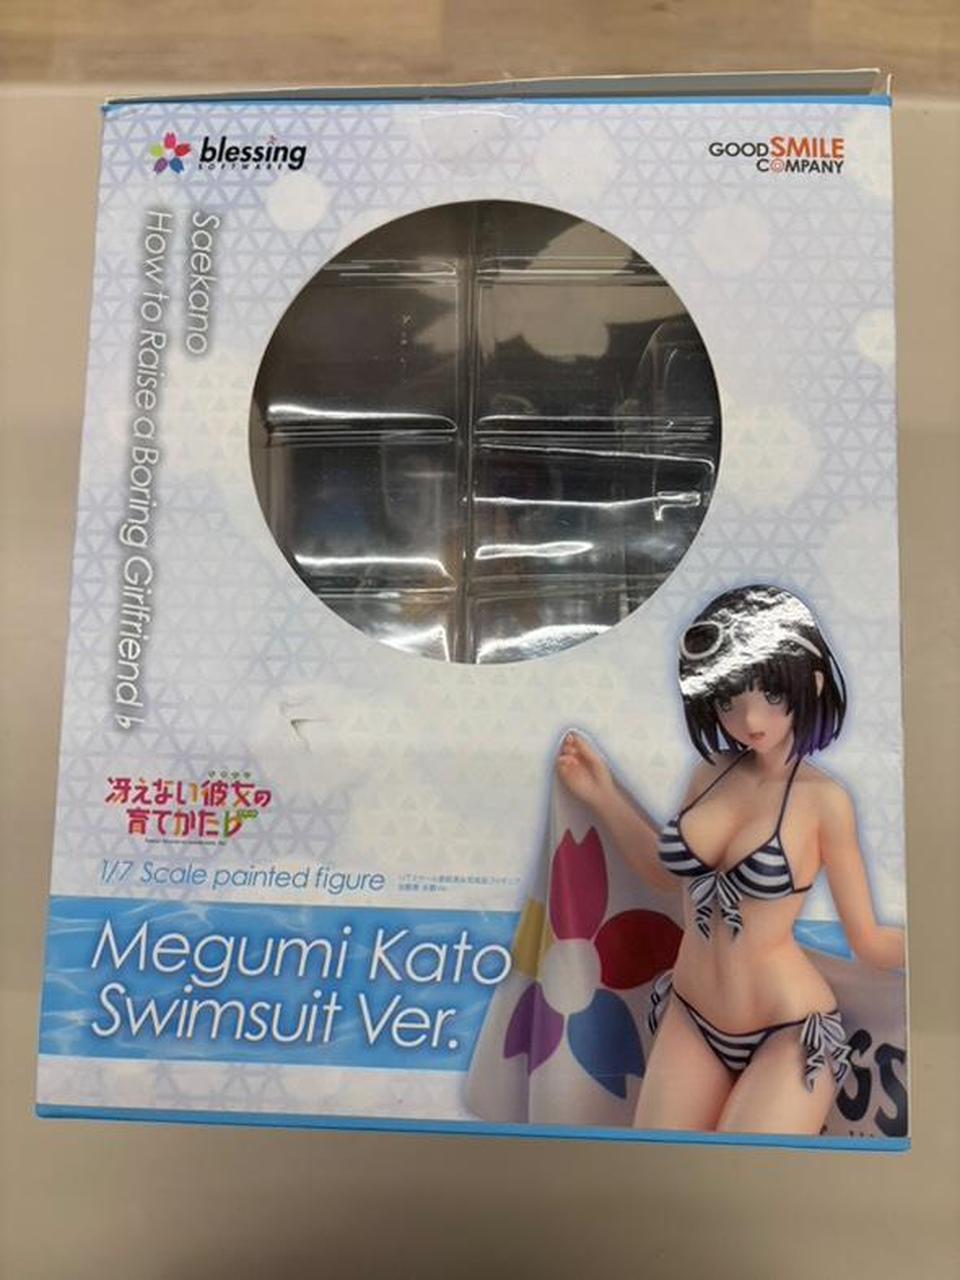 blessing
SOFTWARE
GOOD SMILE
COMPANY
Saekano
How to Raise a Boring Girlfriend ♭
冴えない彼女の
育てかた♭
1/7 Scale painted figure
Megumi Kato
Swimsuit Ver.
GS